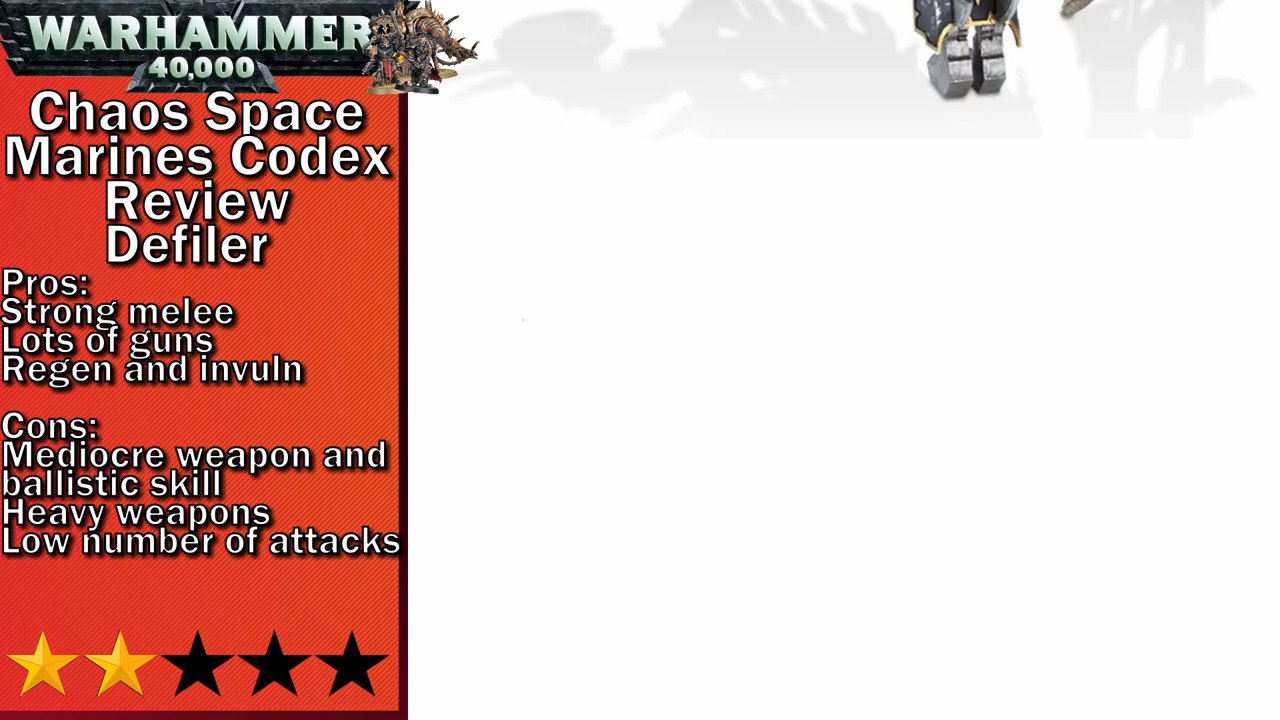 WARHAMMER
40,000
Chaos Space
Marines Codex
Review
Defiler
Pros:
Strong melee
Lots of guns
Regen and invuln
Cons:
Mediocre weapon and
ballistic skill
Heavy weapons
Low number of attacks